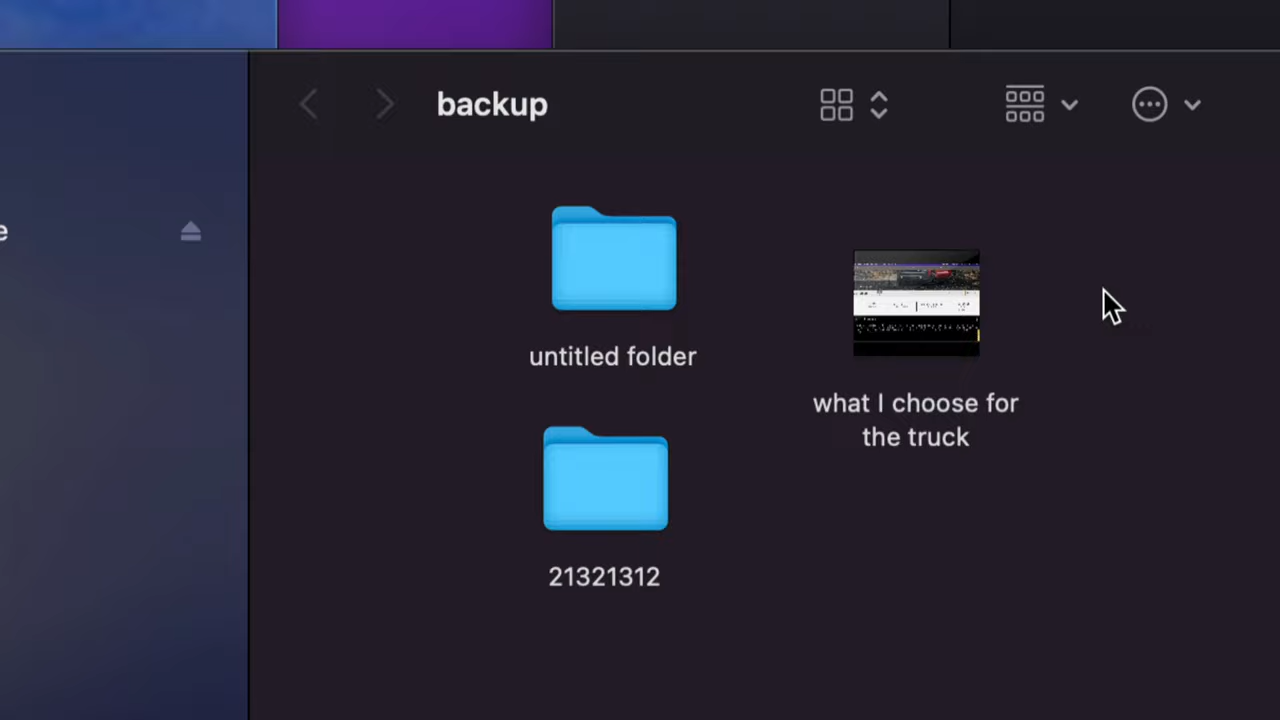 backup
e
untitled folder
what I choose for
the truck
21321312